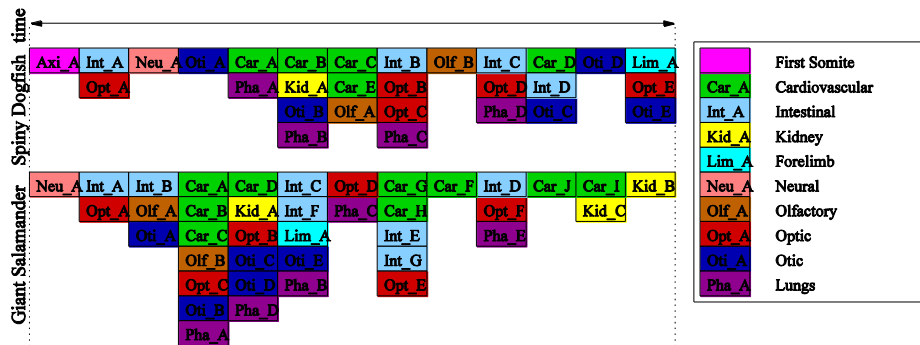 time
Spiny Dogfish
Axi_A Int_A Neu_A Oti_A Car_A Car_B Car_C Int_B Olf_B Int_C Car_D Oti_D Lim_A
Opt_A Pha_A Kid_A Car_E Opt_B Opt_D Int_D Opt_E
Oti_B Olf_A Opt_C Pha_D Oti_C Oti_E
Pha_B Pha_C
Giant Salamander
Neu_A Int_A Int_B Car_A Car_D Int_C Opt_D Car_G Car_F Int_D Car_J Car_I Kid_B
Opt_A Olf_A Car_B Kid_A Int_F Pha_C Car_H Opt_F Kid_C
Oti_A Car_C Opt_B Lim_A Int_E Pha_E
Olf_B Oti_C Oti_E Int_G
Opt_C Oti_D Pha_B Opt_E
Oti_B Pha_D
Pha_A
First Somite
Car_A Cardiovascular
Int_A Intestinal
Kid_A Kidney
Lim_A Forelimb
Neu_A Neural
Olf_A Olfactory
Opt_A Optic
Oti_A Otic
Pha_A Lungs